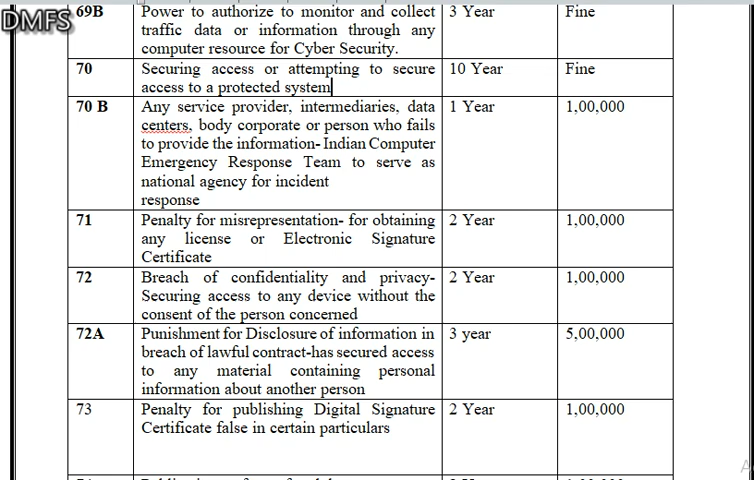 DMFS
69B Power to authorize to monitor and collect 3 Year Fine
traffic data or information through any
computer resource for Cyber Security.
70 Securing access or attempting to secure 10 Year Fine
access to a protected system
70 B Any service provider, intermediaries, data 1 Year 1,00,000
centers, body corporate or person who fails
to provide the information- Indian Computer
Emergency Response Team to serve as
national agency for incident
response
71 Penalty for misrepresentation- for obtaining 2 Year 1,00,000
any license or Electronic Signature
Certificate
72 Breach of confidentiality and privacy- 2 Year 1,00,000
Securing access to any device without the
consent of the person concerned
72A Punishment for Disclosure of information in 3 year 5,00,000
breach of lawful contract-has secured access
to any material containing personal
information about another person
73 Penalty for publishing Digital Signature 2 Year 1,00,000
Certificate false in certain particulars